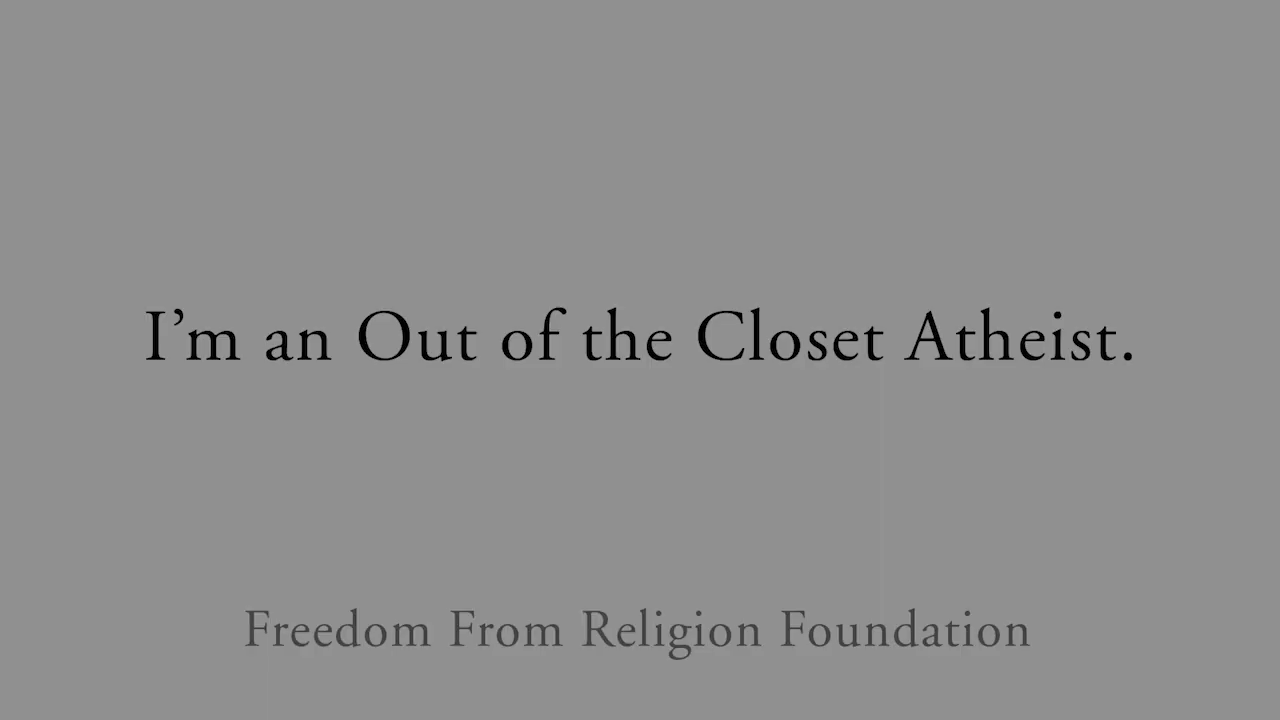 I’m an Out of the Closet Atheist.
Freedom From Religion Foundation